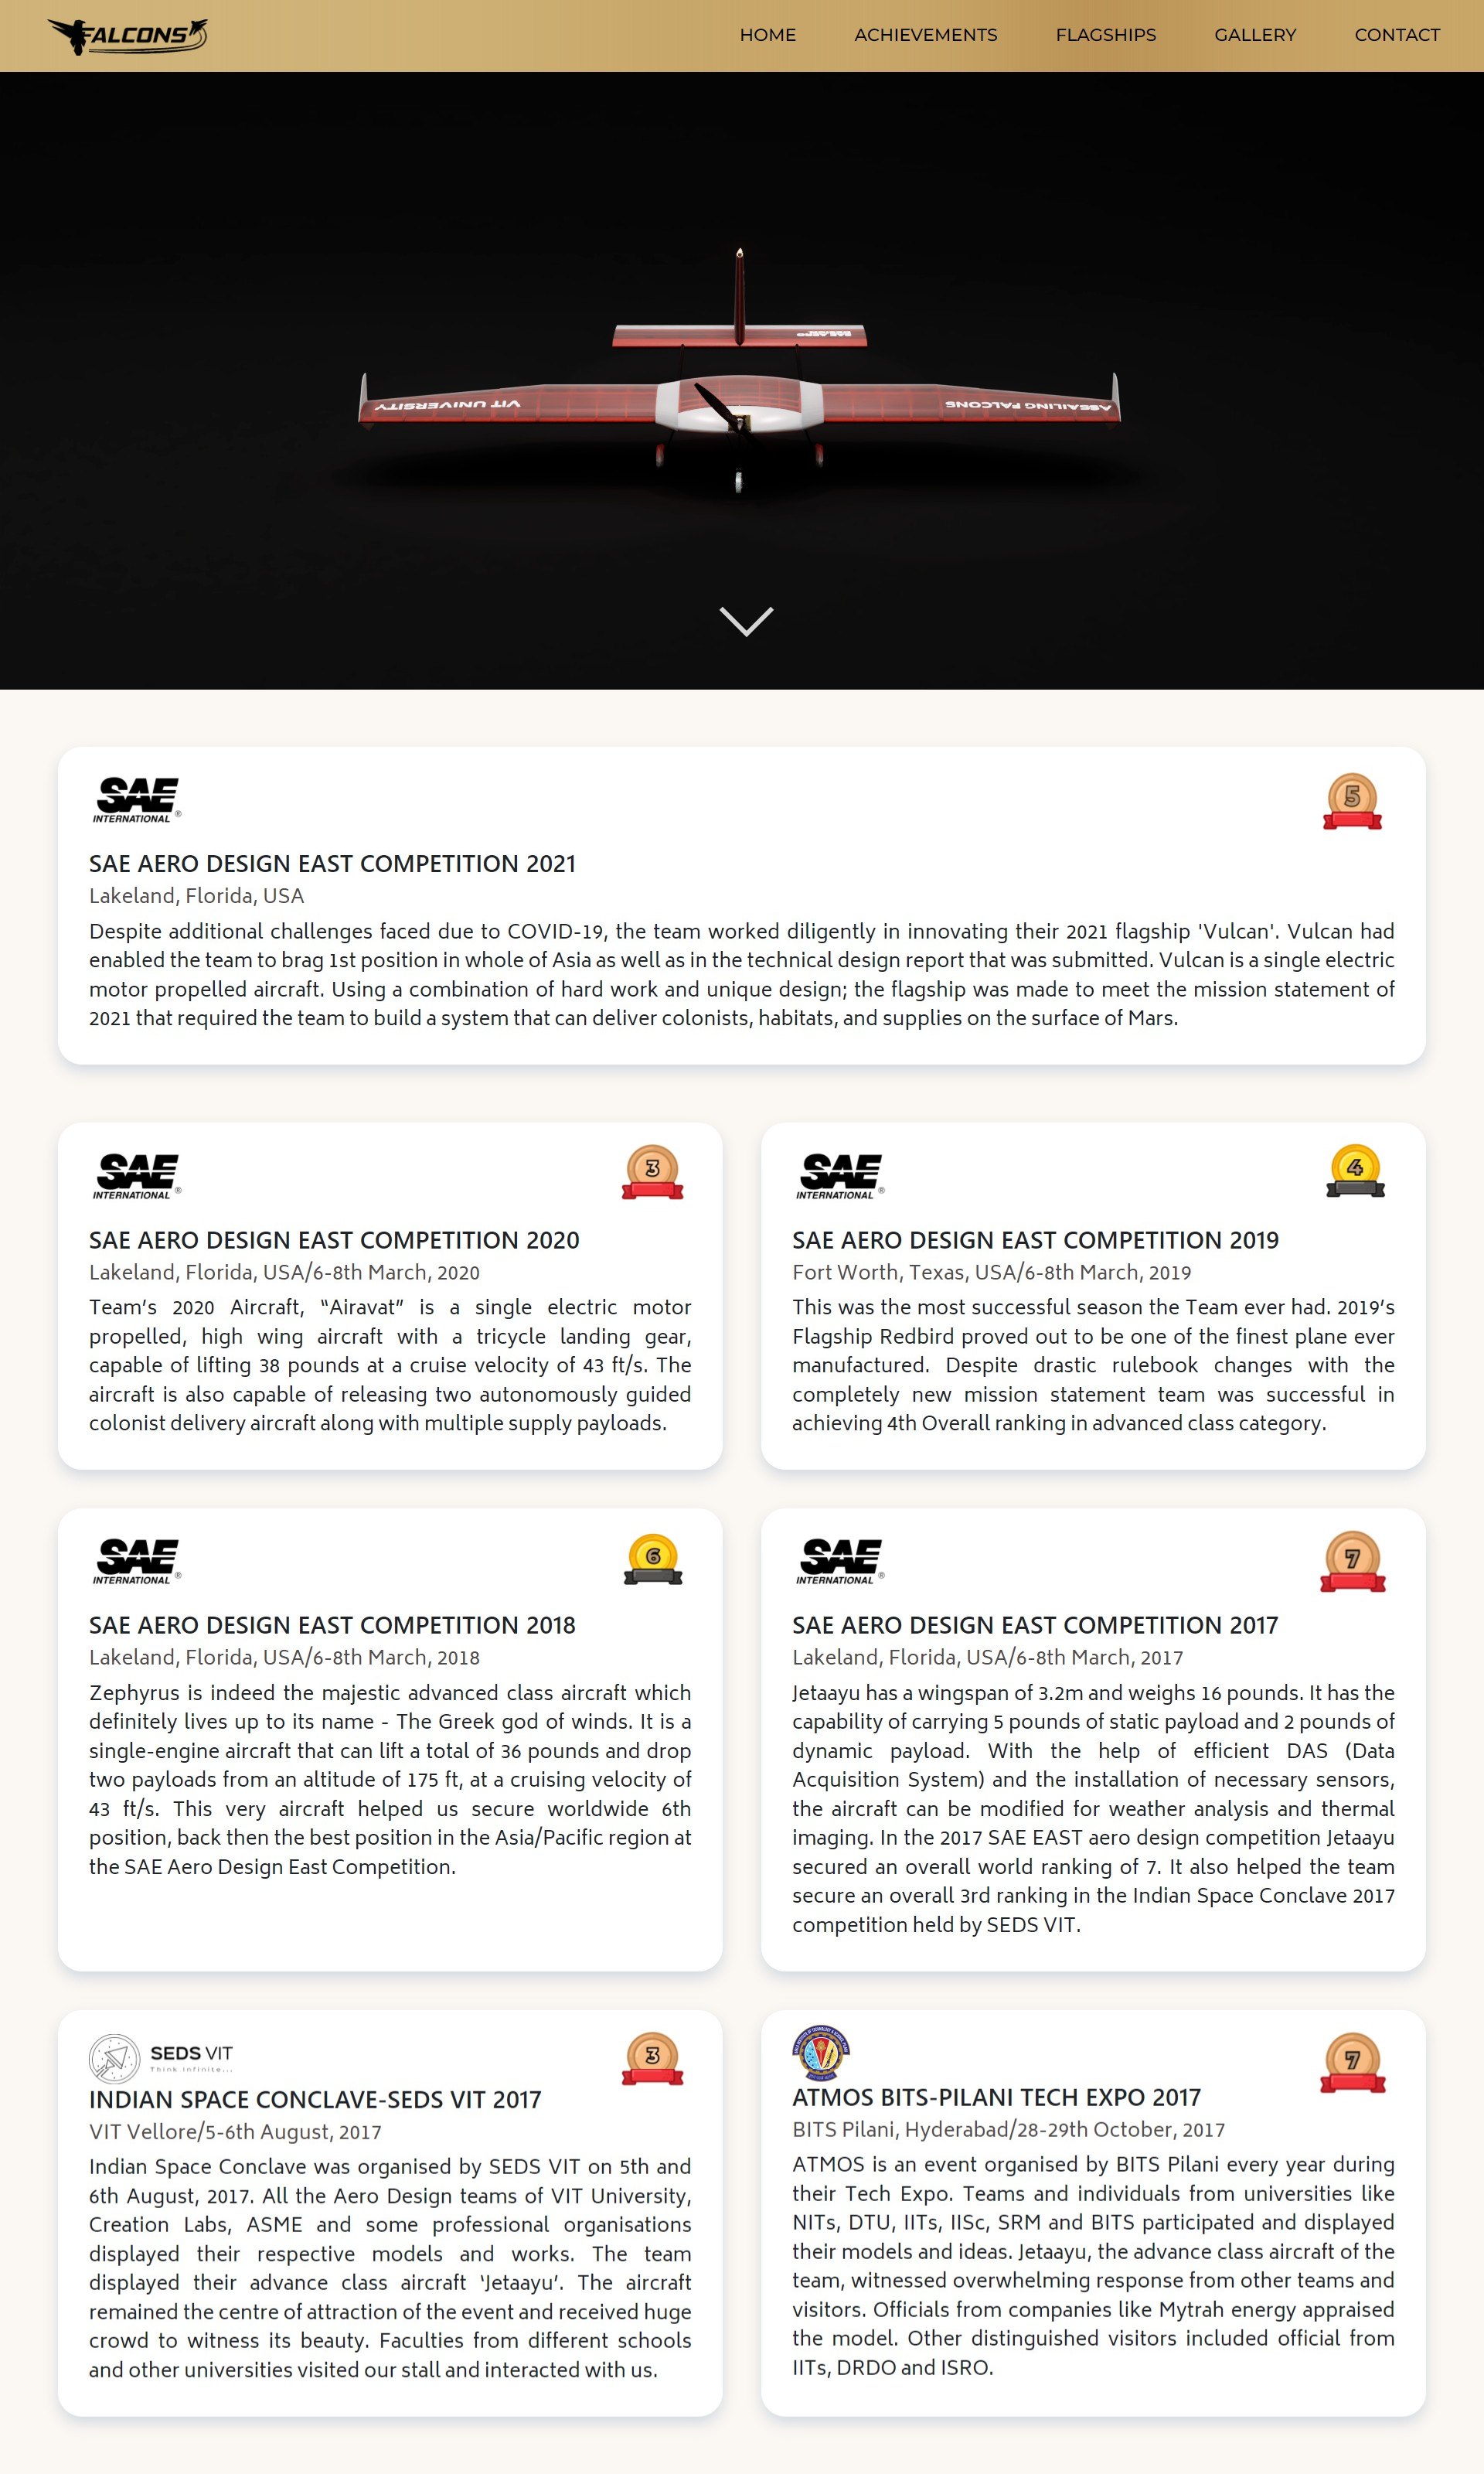 FALCONS
HOME ACHIEVEMENTS FLAGSHIPS GALLERY CONTACT
SAE AERO DESIGN
VIT UNIVERSITY
ASSAILING FALCONS
SAE
INTERNATIONAL ®
5
SAE AERO DESIGN EAST COMPETITION 2021
Lakeland, Florida, USA
Despite additional challenges faced due to COVID-19, the team worked diligently in innovating their 2021 flagship 'Vulcan'. Vulcan had
enabled the team to brag 1st position in whole of Asia as well as in the technical design report that was submitted. Vulcan is a single electric
motor propelled aircraft. Using a combination of hard work and unique design; the flagship was made to meet the mission statement of
2021 that required the team to build a system that can deliver colonists, habitats, and supplies on the surface of Mars.
SAE
INTERNATIONAL ®
3
SAE AERO DESIGN EAST COMPETITION 2020
Lakeland, Florida, USA/6-8th March, 2020
Team’s 2020 Aircraft, “Airavat” is a single electric motor
propelled, high wing aircraft with a tricycle landing gear,
capable of lifting 38 pounds at a cruise velocity of 43 ft/s. The
aircraft is also capable of releasing two autonomously guided
colonist delivery aircraft along with multiple supply payloads.
SAE
INTERNATIONAL ®
4
SAE AERO DESIGN EAST COMPETITION 2019
Fort Worth, Texas, USA/6-8th March, 2019
This was the most successful season the Team ever had. 2019’s
Flagship Redbird proved out to be one of the finest plane ever
manufactured. Despite drastic rulebook changes with the
completely new mission statement team was successful in
achieving 4th Overall ranking in advanced class category.
SAE
INTERNATIONAL ®
6
SAE AERO DESIGN EAST COMPETITION 2018
Lakeland, Florida, USA/6-8th March, 2018
Zephyrus is indeed the majestic advanced class aircraft which
definitely lives up to its name - The Greek god of winds. It is a
single-engine aircraft that can lift a total of 36 pounds and drop
two payloads from an altitude of 175 ft, at a cruising velocity of
43 ft/s. This very aircraft helped us secure worldwide 6th
position, back then the best position in the Asia/Pacific region at
the SAE Aero Design East Competition.
SAE
INTERNATIONAL ®
7
SAE AERO DESIGN EAST COMPETITION 2017
Lakeland, Florida, USA/6-8th March, 2017
Jetaayu has a wingspan of 3.2m and weighs 16 pounds. It has the
capability of carrying 5 pounds of static payload and 2 pounds of
dynamic payload. With the help of efficient DAS (Data
Acquisition System) and the installation of necessary sensors,
the aircraft can be modified for weather analysis and thermal
imaging. In the 2017 SAE EAST aero design competition Jetaayu
secured an overall world ranking of 7. It also helped the team
secure an overall 3rd ranking in the Indian Space Conclave 2017
competition held by SEDS VIT.
SEDS VIT
Think Infinite...
3
INDIAN SPACE CONCLAVE-SEDS VIT 2017
VIT Vellore/5-6th August, 2017
Indian Space Conclave was organised by SEDS VIT on 5th and
6th August, 2017. All the Aero Design teams of VIT University,
Creation Labs, ASME and some professional organisations
displayed their respective models and works. The team
displayed their advance class aircraft ‘Jetaayu’. The aircraft
remained the centre of attraction of the event and received huge
crowd to witness its beauty. Faculties from different schools
and other universities visited our stall and interacted with us.
7
ATMOS BITS-PILANI TECH EXPO 2017
BITS Pilani, Hyderabad/28-29th October, 2017
ATMOS is an event organised by BITS Pilani every year during
their Tech Expo. Teams and individuals from universities like
NITs, DTU, IITs, IISc, SRM and BITS participated and displayed
their models and ideas. Jetaayu, the advance class aircraft of the
team, witnessed overwhelming response from other teams and
visitors. Officials from companies like Mytrah energy appraised
the model. Other distinguished visitors included official from
IITs, DRDO and ISRO.